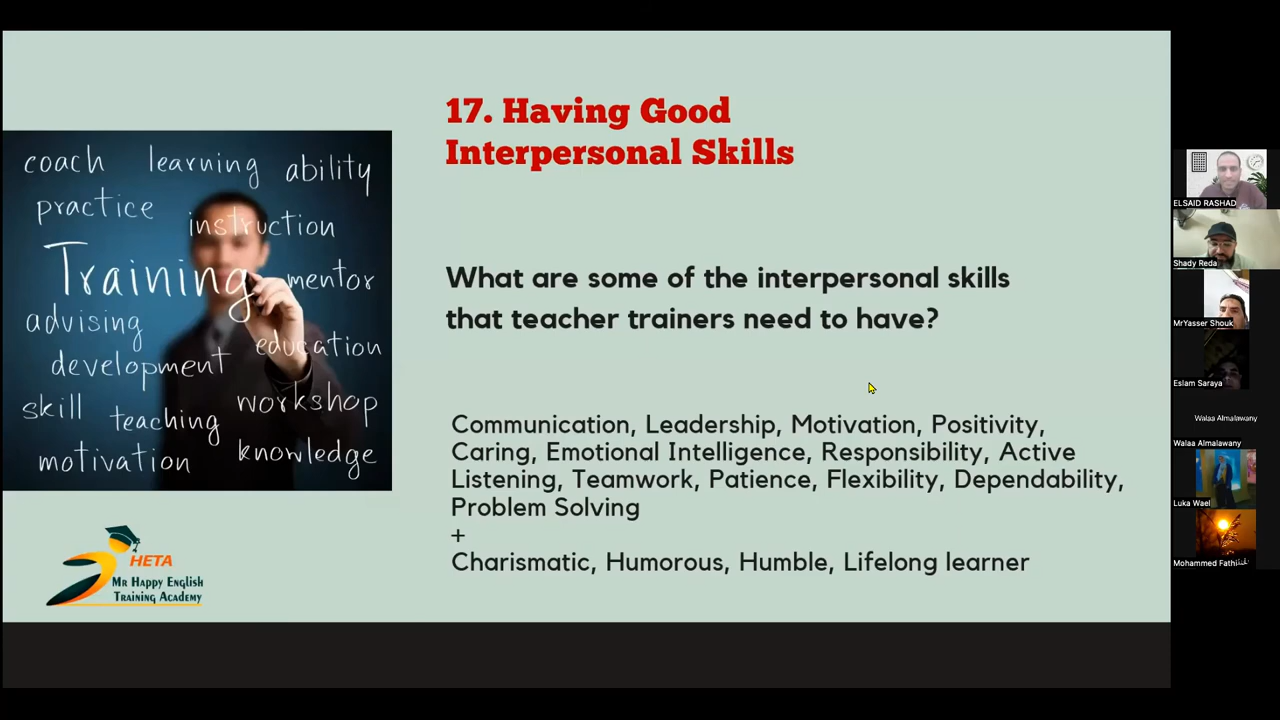 17. Having Good
Interpersonal Skills
What are some of the interpersonal skills
that teacher trainers need to have?
Communication, Leadership, Motivation, Positivity,
Caring, Emotional Intelligence, Responsibility, Active
Listening, Teamwork, Patience, Flexibility, Dependability,
Problem Solving
+
Charismatic, Humorous, Humble, Lifelong learner
coach learning ability
practice instruction
Training mentor
advising
education
development
skill teaching workshop
motivation knowledge
HETA
Mr Happy English
Training Academy
ELSAID RASHAD
Shady Reda
MrYasser Shouk
Eslam Saraya
Walaa Almalawany
Walaa Almalawany
Luka Wael
Mohammed Fathi